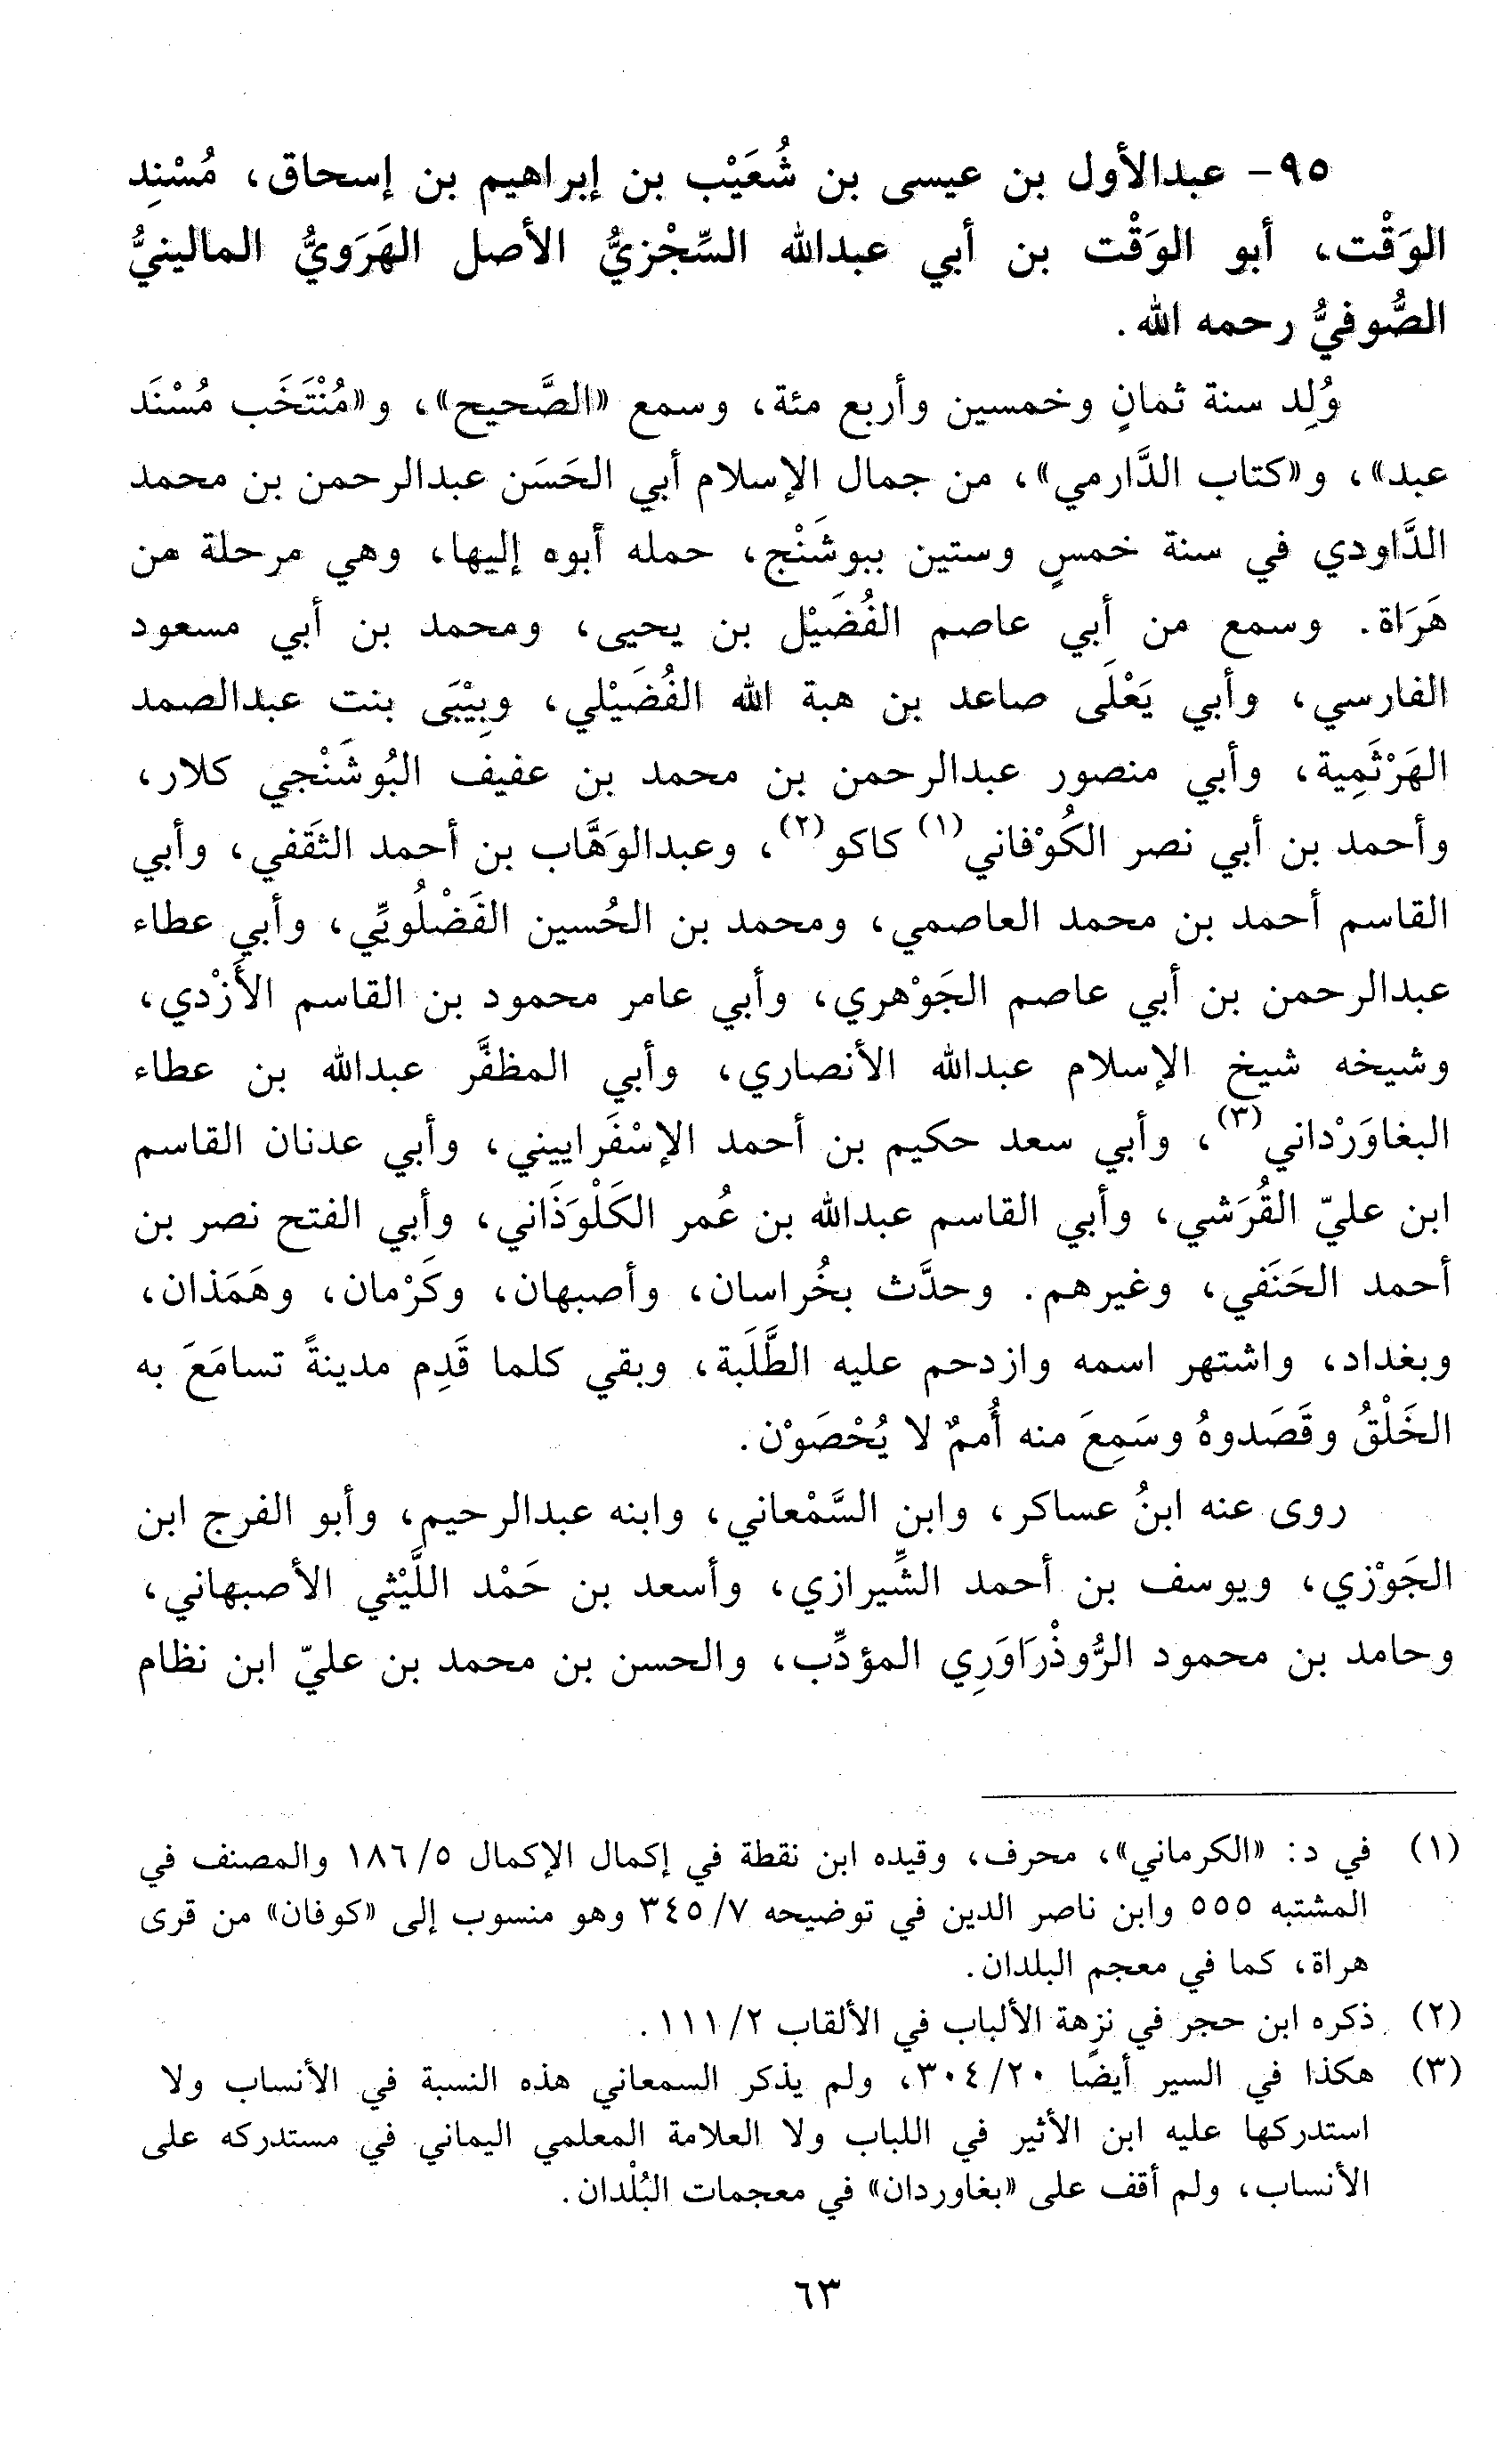 ٩٥- عبدالأول بن عيسى بن شُعَيْب بن إبراهيم بن إسحاق، مُسْنِد
الوَقْت، أبو الوَقْت بن أبي عبدالله السِّجْزيُّ الأصل الهَرَويُّ المالينيُّ
الصُّوفيُّ رحمه الله.
وُلِد سنة ثمانٍ وخمسين وأربع مئة، وسمع «الصَّحيح»، و«مُنْتَخَب مُسْنَد
عبد»، و«كتاب الدَّارمي»، من جمال الإسلام أبي الحَسَن عبدالرحمن بن محمد
الدَّاودي في سنة خمسٍ وستين ببوشَنْج، حمله أبوه إليها، وهي مرحلة من
هَرَاة. وسمع من أبي عاصم الفُضَيْل بن يحيى، ومحمد بن أبي مسعود
الفارسي، وأبي يَعْلَى صاعد بن هبة الله الفُضَيْلي، وبِيْبَى بنت عبدالصمد
الهَرْثَمِية، وأبي منصور عبدالرحمن بن محمد بن عفيف البُوشَنْجي كلار،
وأحمد بن أبي نصر الكُوْفاني(١) كاكو(٢)، وعبدالوَهَّاب بن أحمد الثَقَفي، وأبي
القاسم أحمد بن محمد العاصمي، ومحمد بن الحُسين الفَضْلُويِّي، وأبي عطاء
عبدالرحمن بن أبي عاصم الجَوْهري، وأبي عامر محمود بن القاسم الأَزْدي،
وشيخه شيخ الإسلام عبدالله الأنصاري، وأبي المظفَّر عبدالله بن عطاء
البغاوَرْداني(٣)، وأبي سعد حكيم بن أحمد الإسْفَراييني، وأبي عدنان القاسم
ابن عليّ القُرَشي، وأبي القاسم عبدالله بن عُمر الكَلْوَذَاني، وأبي الفتح نصر بن
أحمد الحَنَفي، وغيرهم. وحدَّث بخُراسان، وأصبهان، وكَرْمان، وهَمَذان،
وبغداد، واشتهر اسمه وازدحم عليه الطَّلَبة، وبقي كلما قَدِم مدينةً تسامَعَ به
الخَلْقُ وقَصَدوهُ وسَمِعَ منه أُممٌ لا يُحْصَوْن.
روى عنه ابنُ عساكر، وابن السَّمْعاني، وابنه عبدالرحيم، وأبو الفرج ابن
الجَوْزي، ويوسف بن أحمد الشِّيرازي، وأسعد بن حَمْد اللَّيْثي الأصبهاني،
وحامد بن محمود الرُّوذْرَاوَرِي المؤدِّب، والحسن بن محمد بن عليّ ابن نظام
(١) في د: «الكرماني»، محرف، وقيده ابن نقطة في إكمال الإكمال ٥/ ١٨٦ والمصنف في
المشتبه ٥٥٥ وابن ناصر الدين في توضيحه ٧/ ٣٤٥ وهو منسوب إلى «كوفان» من قرى
هراة، كما في معجم البلدان.
(٢) ذكره ابن حجر في نزهة الألباب في الألقاب ٢/ ١١١.
(٣) هكذا في السير أيضًا ٢٠/ ٣٠٤، ولم يذكر السمعاني هذه النسبة في الأنساب ولا
استدركها عليه ابن الأثير في اللباب ولا العلامة المعلمي اليماني في مستدركه على
الأنساب، ولم أقف على «بغاوردان» في معجمات البُلْدان.
٦٣